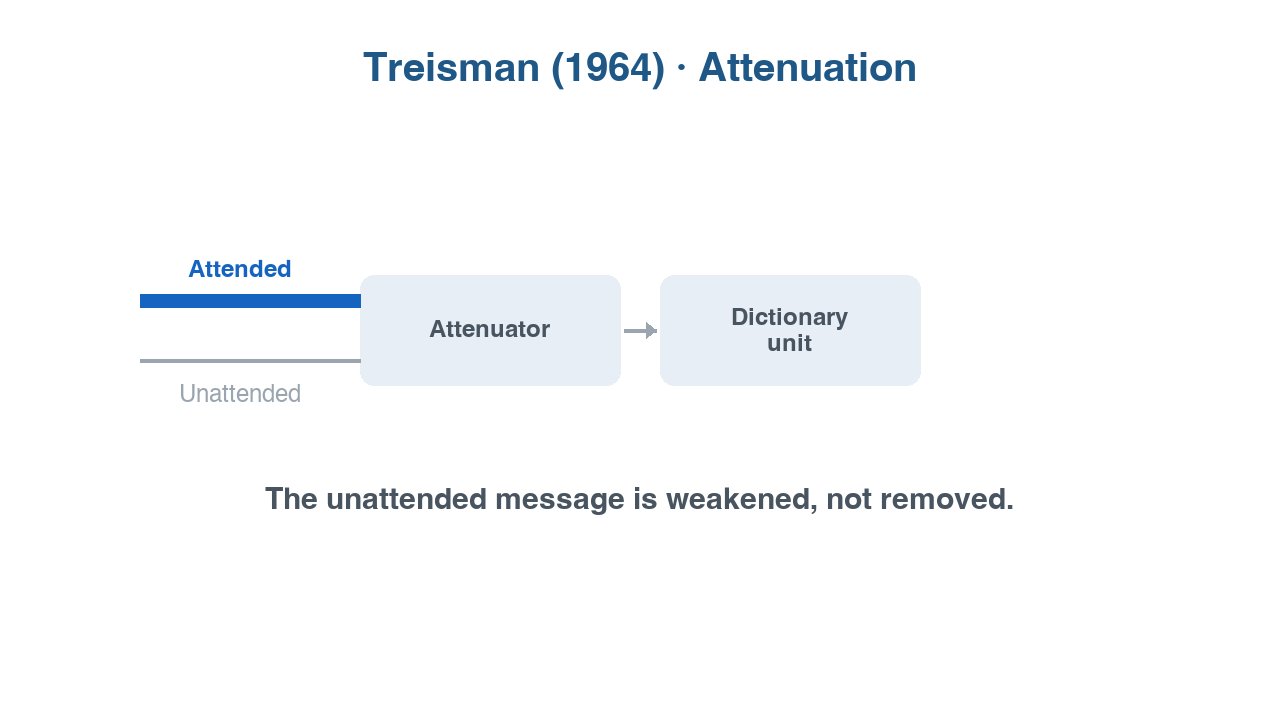 Treisman (1964) · Attenuation
Attended
Attenuator
Dictionary
unit
Unattended
The unattended message is weakened, not removed.